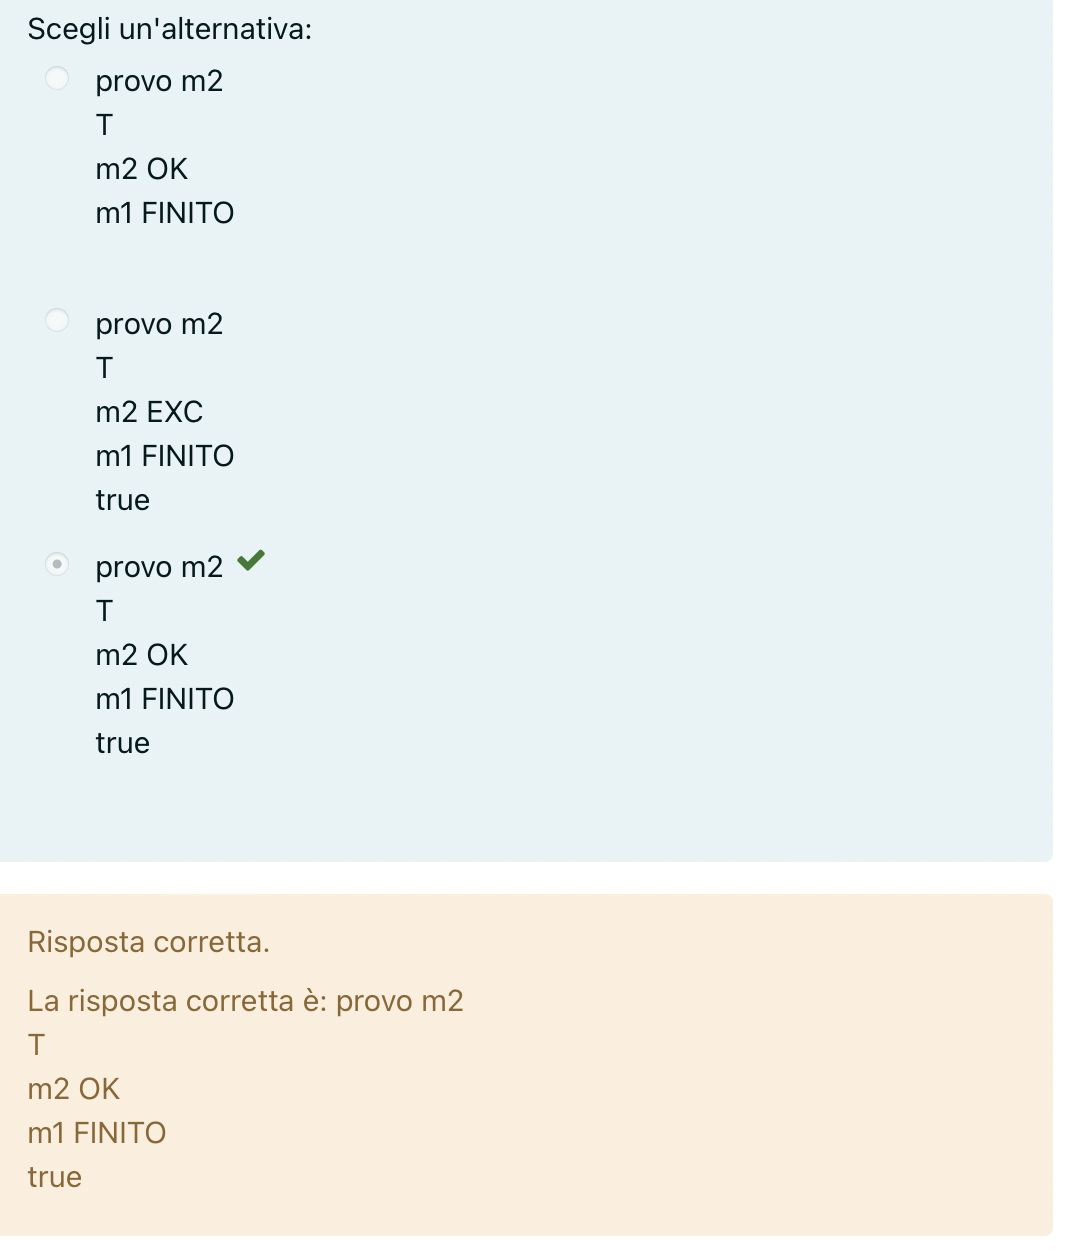 Scegli un'alternativa:
provo m2
T
m2 OK
m1 FINITO
provo m2
T
m2 EXC
m1 FINITO
true
provo m2
T
m2 OK
m1 FINITO
true
Risposta corretta.
La risposta corretta è: provo m2
T
m2 OK
m1 FINITO
true